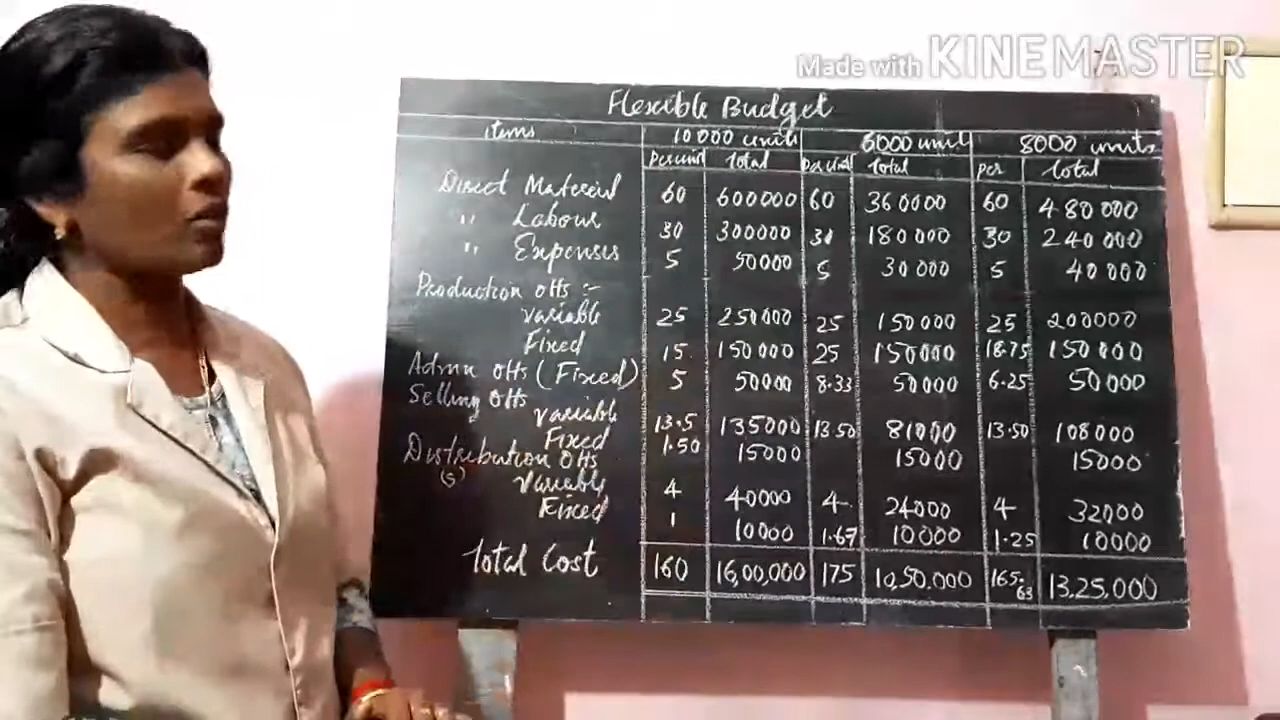 Made with KINEMASTER
Flexible Budget
items 10000 units 6000 unit 8000 units
Per unit Total Per unit Total per Total
Direct Material 60 600000 60 360000 60 480000
" Labour 30 300000 30 180000 30 240000
" Expenses 5 50000 5 30000 5 40000
Production OHs :-
variable 25 250000 25 150000 25 200000
Fixed 15 150000 25 150000 18.75 150000
Admn OHs (Fixed) 5 50000 8.33 50000 6.25 50000
Selling OHs
variable 13.5 135000 13.50 81000 13.50 108000
Fixed 1.50 15000 15000 15000
Distribution OHs
(5) Variable 4 40000 4 24000 4 32000
Fixed 1 10000 1.67 10000 1.25 10000
Total Cost 160 16,00,000 175 10,50.000 165.63 13,25,000